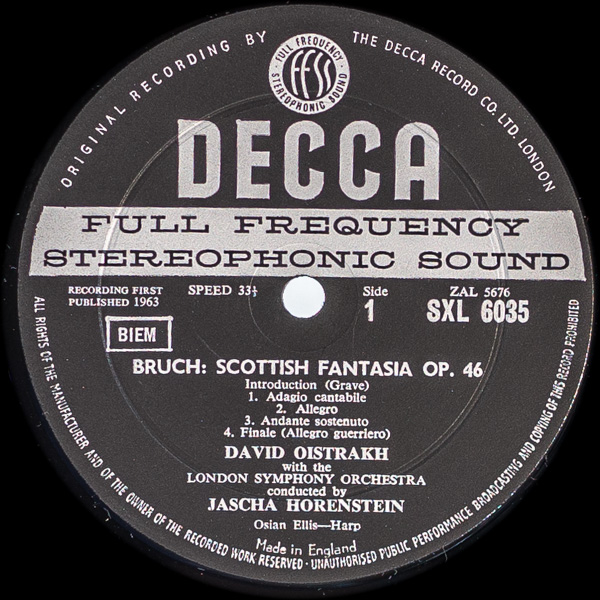 ORIGINAL RECORDING BY THE DECCA RECORD CO. LTD. LONDON
FULL FREQUENCY
ffss
STEREOPHONIC SOUND
DECCA
FULL FREQUENCY
STEREOPHONIC SOUND
RECORDING FIRST
PUBLISHED 1963
SPEED 33⅓
Side
1
ZAL 5676
SXL 6035
BIEM
BRUCH: SCOTTISH FANTASIA OP. 46
Introduction (Grave)
1. Adagio cantabile
2. Allegro
3. Andante sostenuto
4. Finale (Allegro guerriero)
DAVID OISTRAKH
with the
LONDON SYMPHONY ORCHESTRA
conducted by
JASCHA HORENSTEIN
Osian Ellis—Harp
Made in England
ALL RIGHTS OF THE MANUFACTURER AND OF THE OWNER OF THE RECORDED WORK RESERVED · UNAUTHORISED PUBLIC PERFORMANCE BROADCASTING AND COPYING OF THIS RECORD PROHIBITED